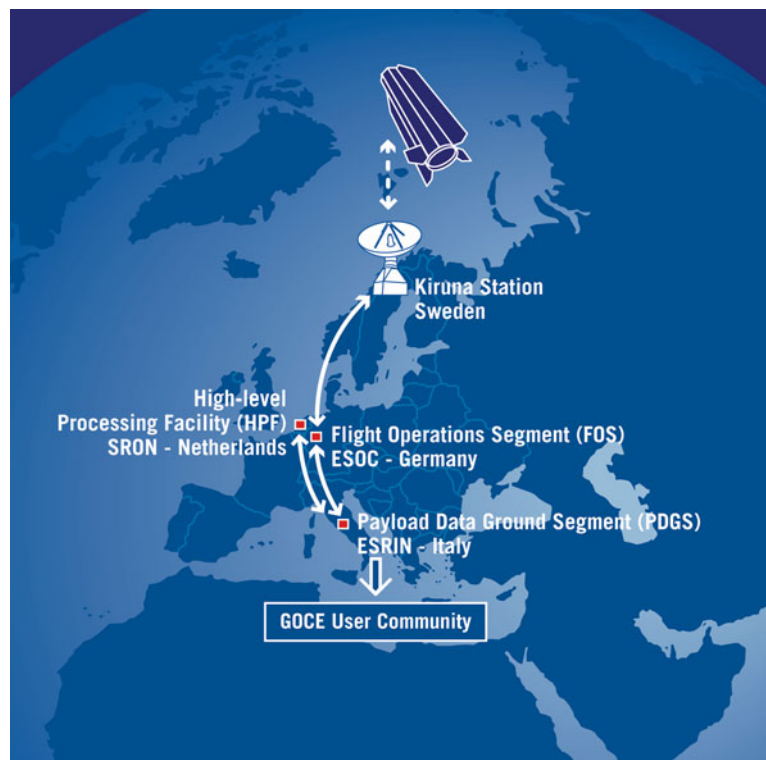 Kiruna Station
Sweden
High-level
Processing Facility (HPF)
SRON - Netherlands
Flight Operations Segment (FOS)
ESOC - Germany
Payload Data Ground Segment (PDGS)
ESRIN - Italy
GOCE User Community